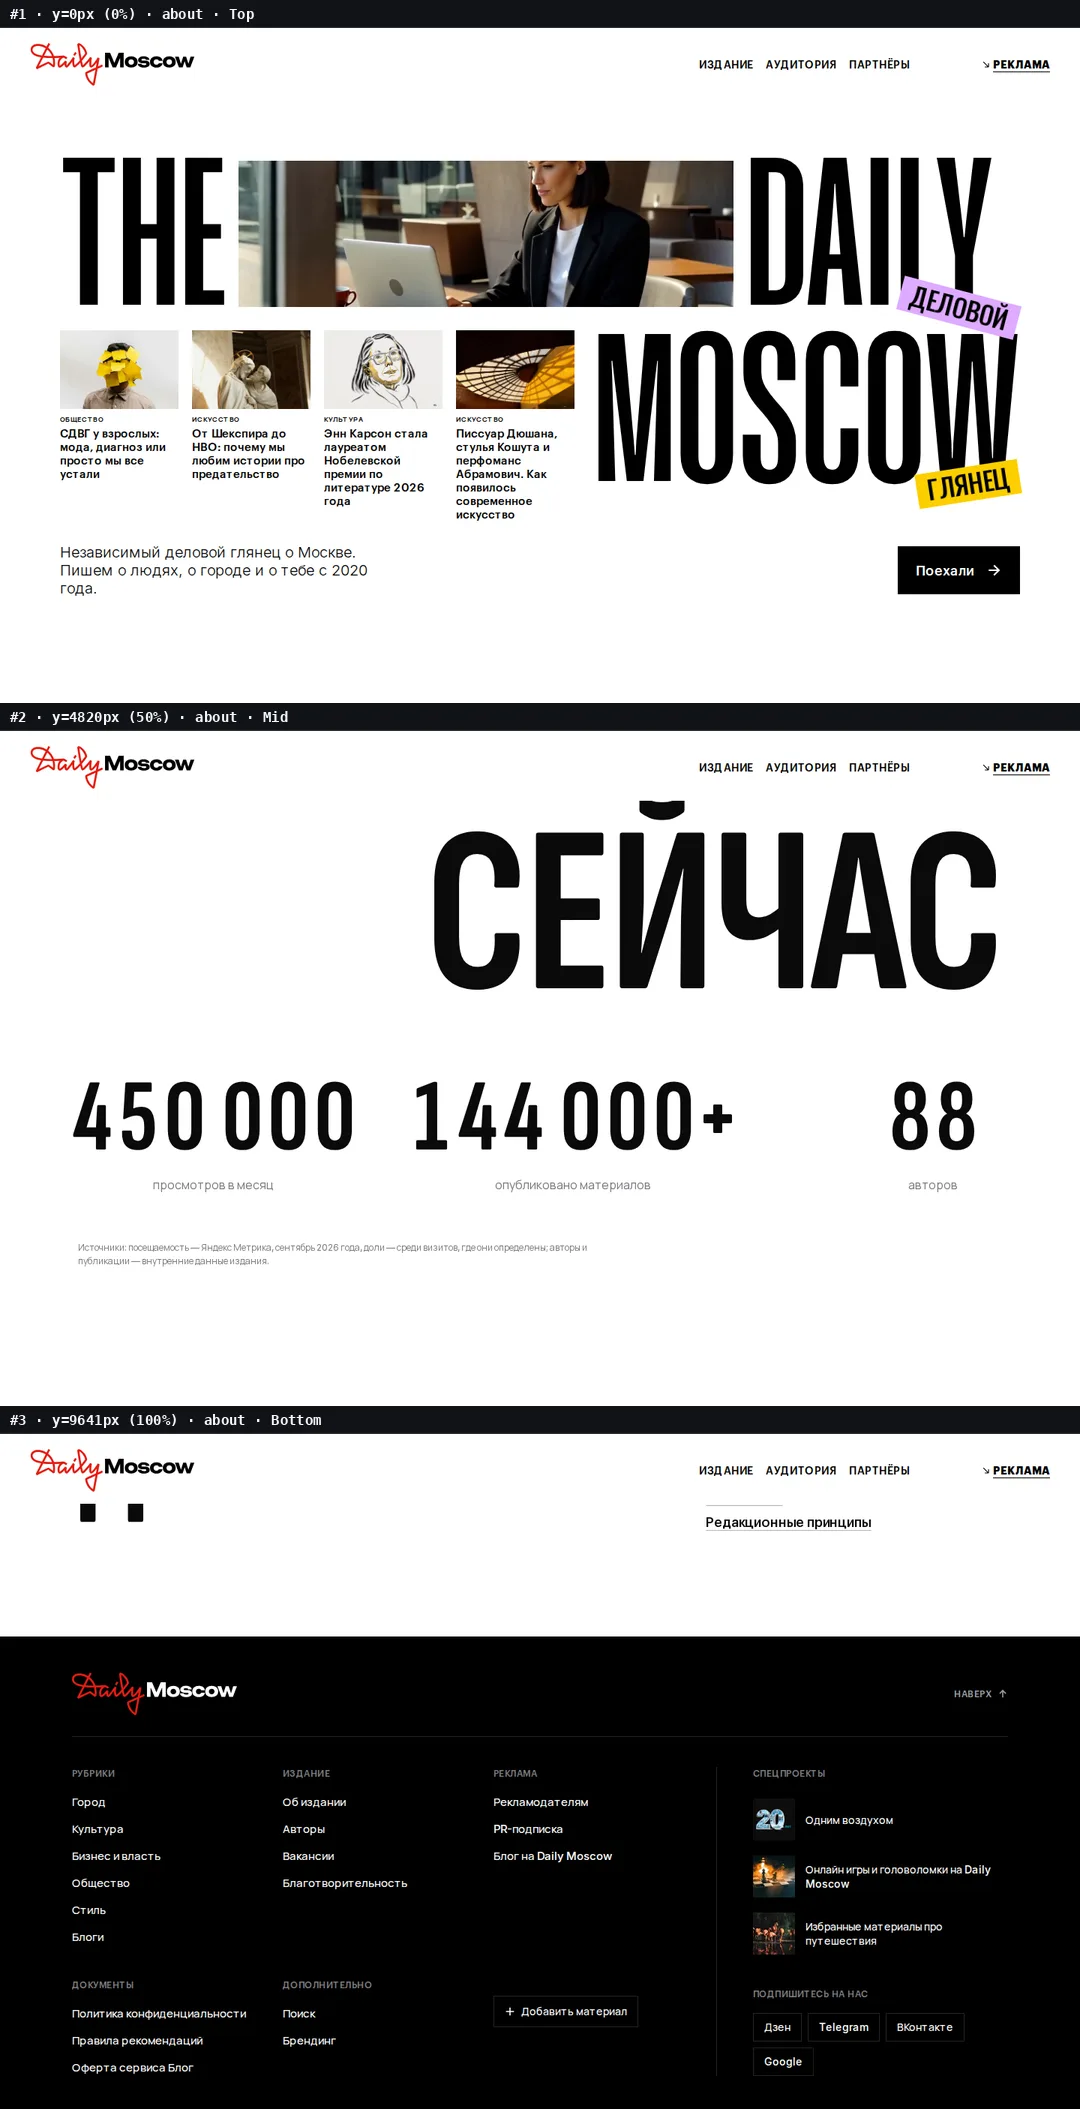 #1 · y=0px (0%) · about · Top
Daily Moscow
ИЗДАНИЕ АУДИТОРИЯ ПАРТНЁРЫ
↘ РЕКЛАМА
THE DAILY
ДЕЛОВОЙ
MOSCOW
ГЛЯНЕЦ
ОБЩЕСТВО
СДВГ у взрослых:
мода, диагноз или
просто мы все
устали
ИСКУССТВО
От Шекспира до
HBO: почему мы
любим истории про
предательство
КУЛЬТУРА
Энн Карсон стала
лауреатом
Нобелевской
премии по
литературе 2026
года
ИСКУССТВО
Писсуар Дюшана,
стулья Кошута и
перфоманс
Абрамович. Как
появилось
современное
искусство
Независимый деловой глянец о Москве.
Пишем о людях, о городе и о тебе с 2020
года.
Поехали →
#2 · y=4820px (50%) · about · Mid
Daily Moscow
ИЗДАНИЕ АУДИТОРИЯ ПАРТНЁРЫ
↘ РЕКЛАМА
СЕЙЧАС
450 000
просмотров в месяц
144 000+
опубликовано материалов
88
авторов
Источники: посещаемость — Яндекс Метрика, сентябрь 2026 года, доли — среди визитов, где они определены; авторы и
публикации — внутренние данные издания.
#3 · y=9641px (100%) · about · Bottom
Daily Moscow
ИЗДАНИЕ АУДИТОРИЯ ПАРТНЁРЫ
↘ РЕКЛАМА
Редакционные принципы
Daily Moscow
НАВЕРХ ↑
РУБРИКИ
Город
Культура
Бизнес и власть
Общество
Стиль
Блоги
ИЗДАНИЕ
Об издании
Авторы
Вакансии
Благотворительность
РЕКЛАМА
Рекламодателям
PR-подписка
Блог на Daily Moscow
СПЕЦПРОЕКТЫ
20
Одним воздухом
Онлайн игры и головоломки на Daily
Moscow
Избранные материалы про
путешествия
ДОКУМЕНТЫ
Политика конфиденциальности
Правила рекомендаций
Оферта сервиса Блог
ДОПОЛНИТЕЛЬНО
Поиск
Брендинг
+ Добавить материал
ПОДПИШИТЕСЬ НА НАС
Дзен
Telegram
ВКонтакте
Google